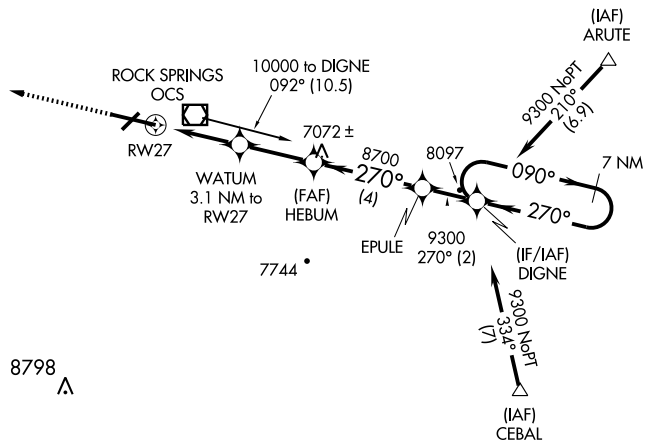 (IAF)
ARUTE
9300 NoPT
210°
(6.9)
ROCK SPRINGS
OCS
10000 to DIGNE
092° (10.5)
7072 ±
RW27
WATUM
3.1 NM to
RW27
(FAF)
HEBUM
8700
270°
(4)
8097
090°
7 NM
270°
EPULE
9300
270° (2)
(IF/IAF)
DIGNE
7744
9300 NoPT
334°
(7)
8798
(IAF)
CEBAL